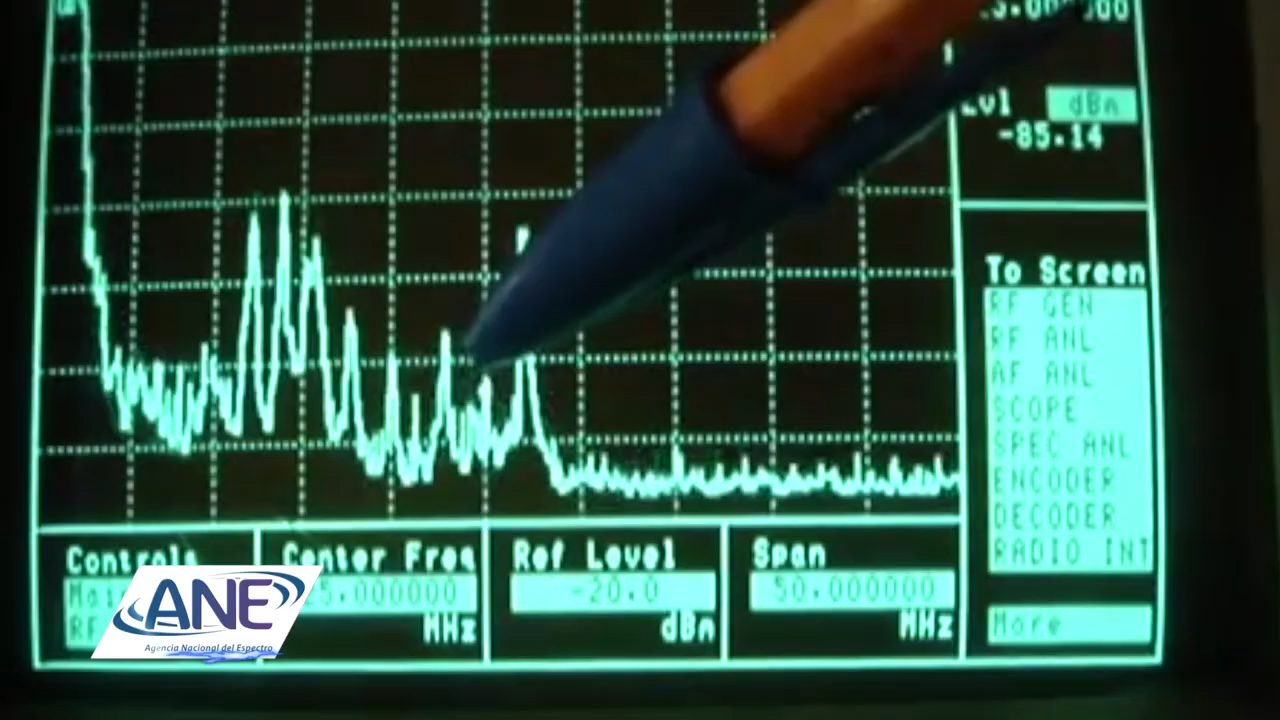 Lvl dBm
-85.14
To Screen
RF GEN
RF ANL
AF ANL
SCOPE
SPEC ANL
ENCODER
DECODER
RADIO INT
More
Controls
Center Freq
5.000000
MHz
Ref Level
-20.0
dBm
Span
50.000000
MHz
ANE
Agencia Nacional del Espectro